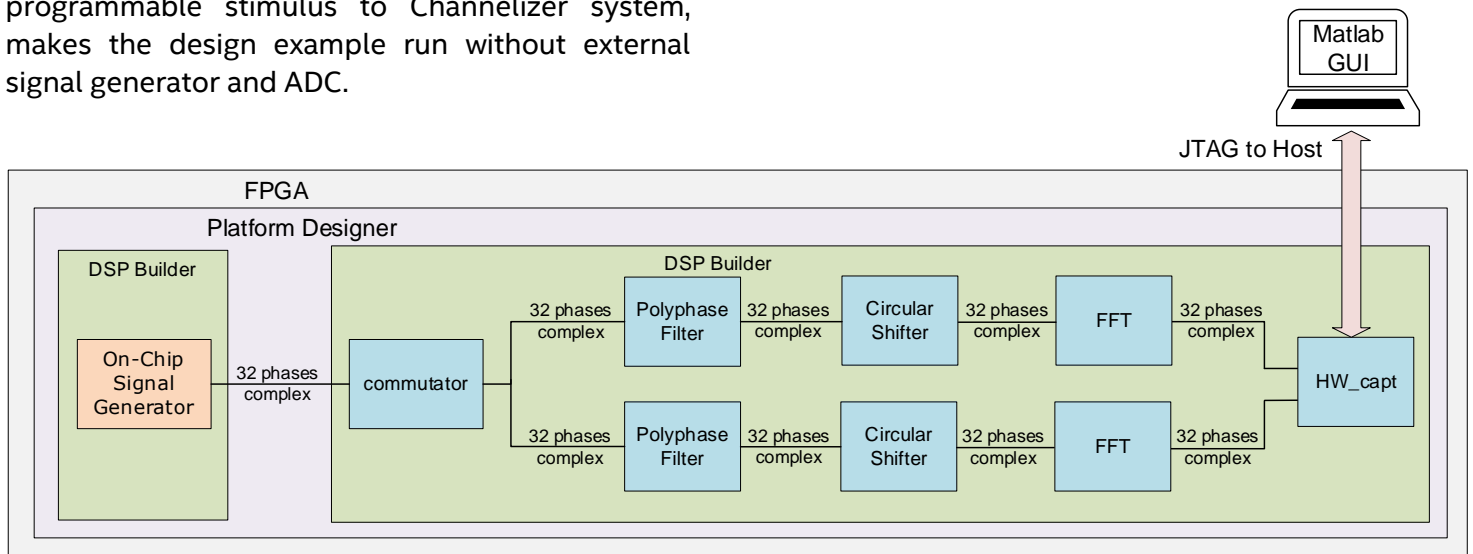 programmable stimulus to Channelizer system,
makes the design example run without external
signal generator and ADC.
Matlab
GUI
JTAG to Host
FPGA
Platform Designer
DSP Builder
On-Chip
Signal
Generator
32 phases
complex
DSP Builder
commutator
32 phases
complex
Polyphase
Filter
32 phases
complex
Circular
Shifter
32 phases
complex
FFT
32 phases
complex
32 phases
complex
Polyphase
Filter
32 phases
complex
Circular
Shifter
32 phases
complex
FFT
32 phases
complex
HW_capt